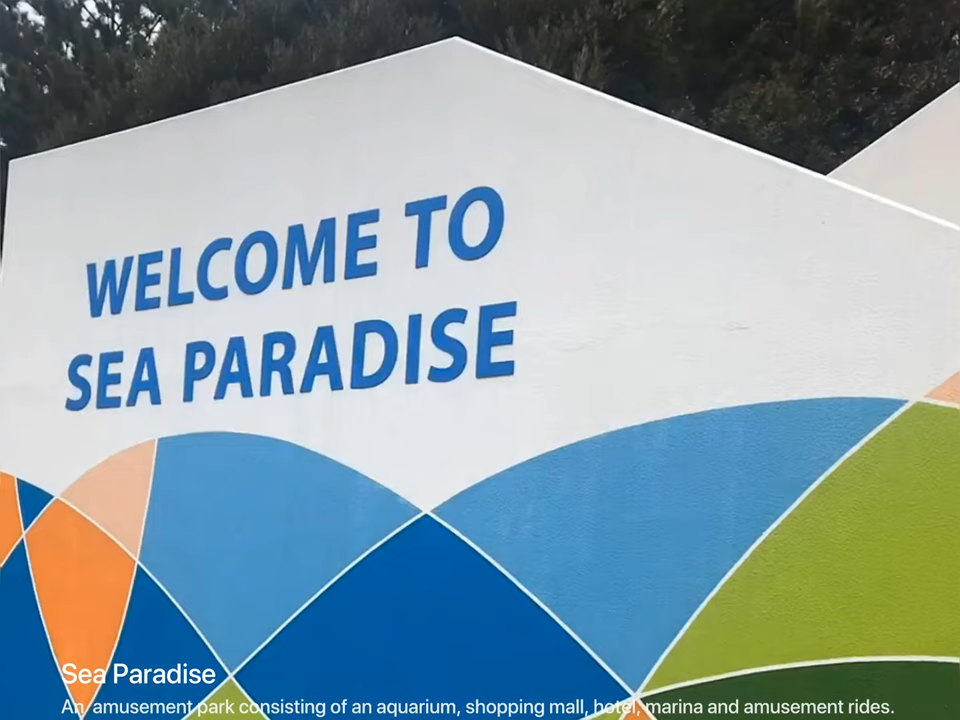 WELCOME TO
SEA PARADISE
Sea Paradise
An amusement park consisting of an aquarium, shopping mall, hotel, marina and amusement rides.